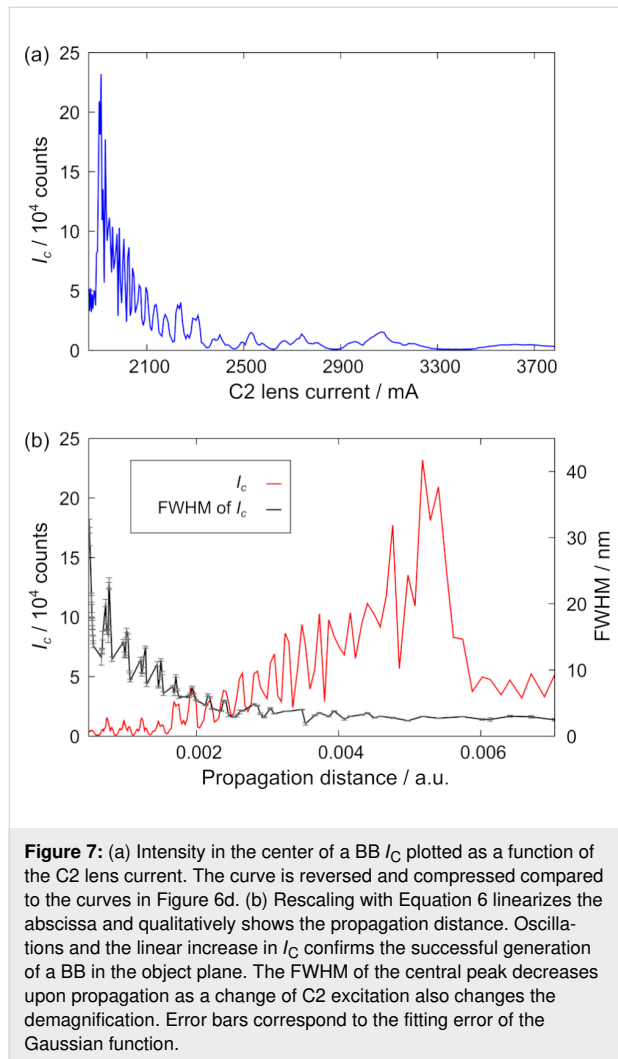 (a)
25
20
15
10
5
0
I_c / 10^4 counts
2100 2500 2900 3300 3700
C2 lens current / mA
(b)
25
20
15
10
5
0
I_c / 10^4 counts
I_c
FWHM of I_c
40
30
20
10
0
FWHM / nm
0.002 0.004 0.006
Propagation distance / a.u.
Figure 7: (a) Intensity in the center of a BB I_C plotted as a function of
the C2 lens current. The curve is reversed and compressed compared
to the curves in Figure 6d. (b) Rescaling with Equation 6 linearizes the
abscissa and qualitatively shows the propagation distance. Oscilla-
tions and the linear increase in I_C confirms the successful generation
of a BB in the object plane. The FWHM of the central peak decreases
upon propagation as a change of C2 excitation also changes the
demagnification. Error bars correspond to the fitting error of the
Gaussian function.